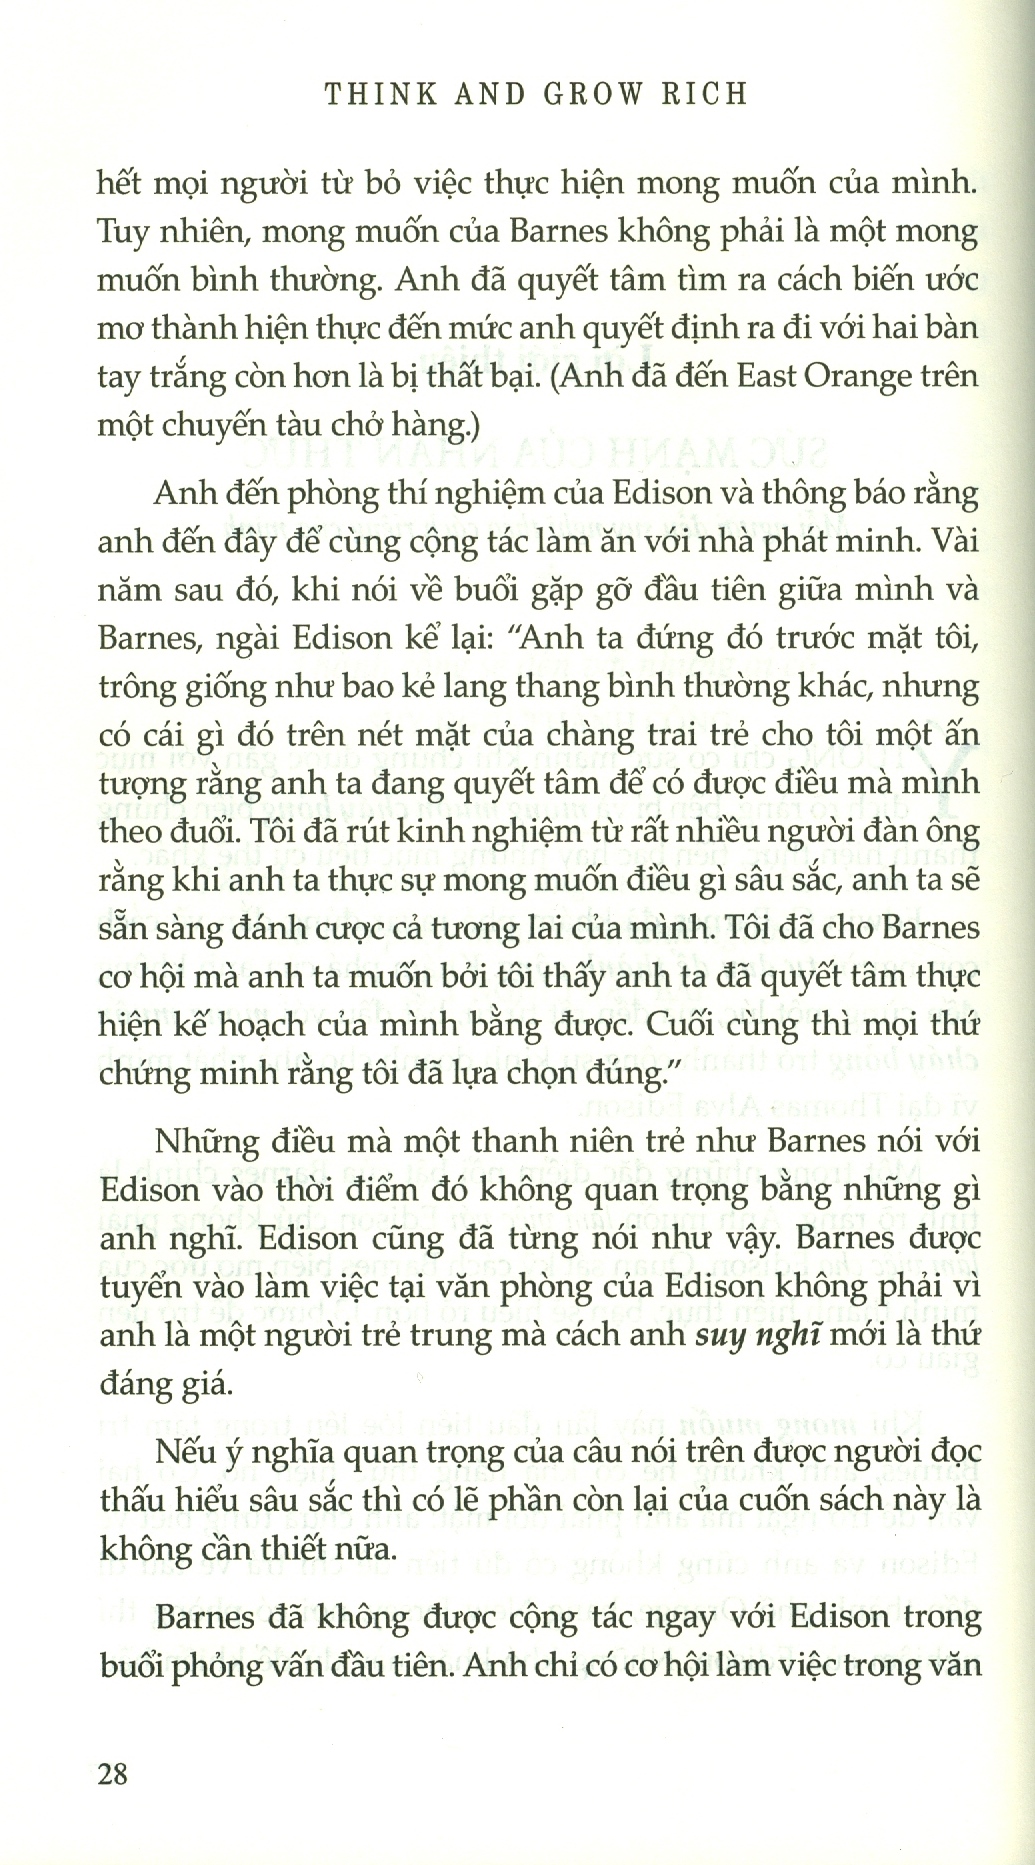 THINK AND GROW RICH
hết mọi người từ bỏ việc thực hiện mong muốn của mình.
Tuy nhiên, mong muốn của Barnes không phải là một mong
muốn bình thường. Anh đã quyết tâm tìm ra cách biến ước
mơ thành hiện thực đến mức anh quyết định ra đi với hai bàn
tay trắng còn hơn là bị thất bại. (Anh đã đến East Orange trên
một chuyến tàu chở hàng.)
Anh đến phòng thí nghiệm của Edison và thông báo rằng
anh đến đây để cùng cộng tác làm ăn với nhà phát minh. Vài
năm sau đó, khi nói về buổi gặp gỡ đầu tiên giữa mình và
Barnes, ngài Edison kể lại: “Anh ta đứng đó trước mặt tôi,
trông giống như bao kẻ lang thang bình thường khác, nhưng
có cái gì đó trên nét mặt của chàng trai trẻ cho tôi một ấn
tượng rằng anh ta đang quyết tâm để có được điều mà mình
theo đuổi. Tôi đã rút kinh nghiệm từ rất nhiều người đàn ông
rằng khi anh ta thực sự mong muốn điều gì sâu sắc, anh ta sẽ
sẵn sàng đánh cược cả tương lai của mình. Tôi đã cho Barnes
cơ hội mà anh ta muốn bởi tôi thấy anh ta đã quyết tâm thực
hiện kế hoạch của mình bằng được. Cuối cùng thì mọi thứ
chứng minh rằng tôi đã lựa chọn đúng.”
Những điều mà một thanh niên trẻ như Barnes nói với
Edison vào thời điểm đó không quan trọng bằng những gì
anh nghĩ. Edison cũng đã từng nói như vậy. Barnes được
tuyển vào làm việc tại văn phòng của Edison không phải vì
anh là một người trẻ trung mà cách anh suy nghĩ mới là thứ
đáng giá.
Nếu ý nghĩa quan trọng của câu nói trên được người đọc
thấu hiểu sâu sắc thì có lẽ phần còn lại của cuốn sách này là
không cần thiết nữa.
Barnes đã không được cộng tác ngay với Edison trong
buổi phỏng vấn đầu tiên. Anh chỉ có cơ hội làm việc trong văn
28